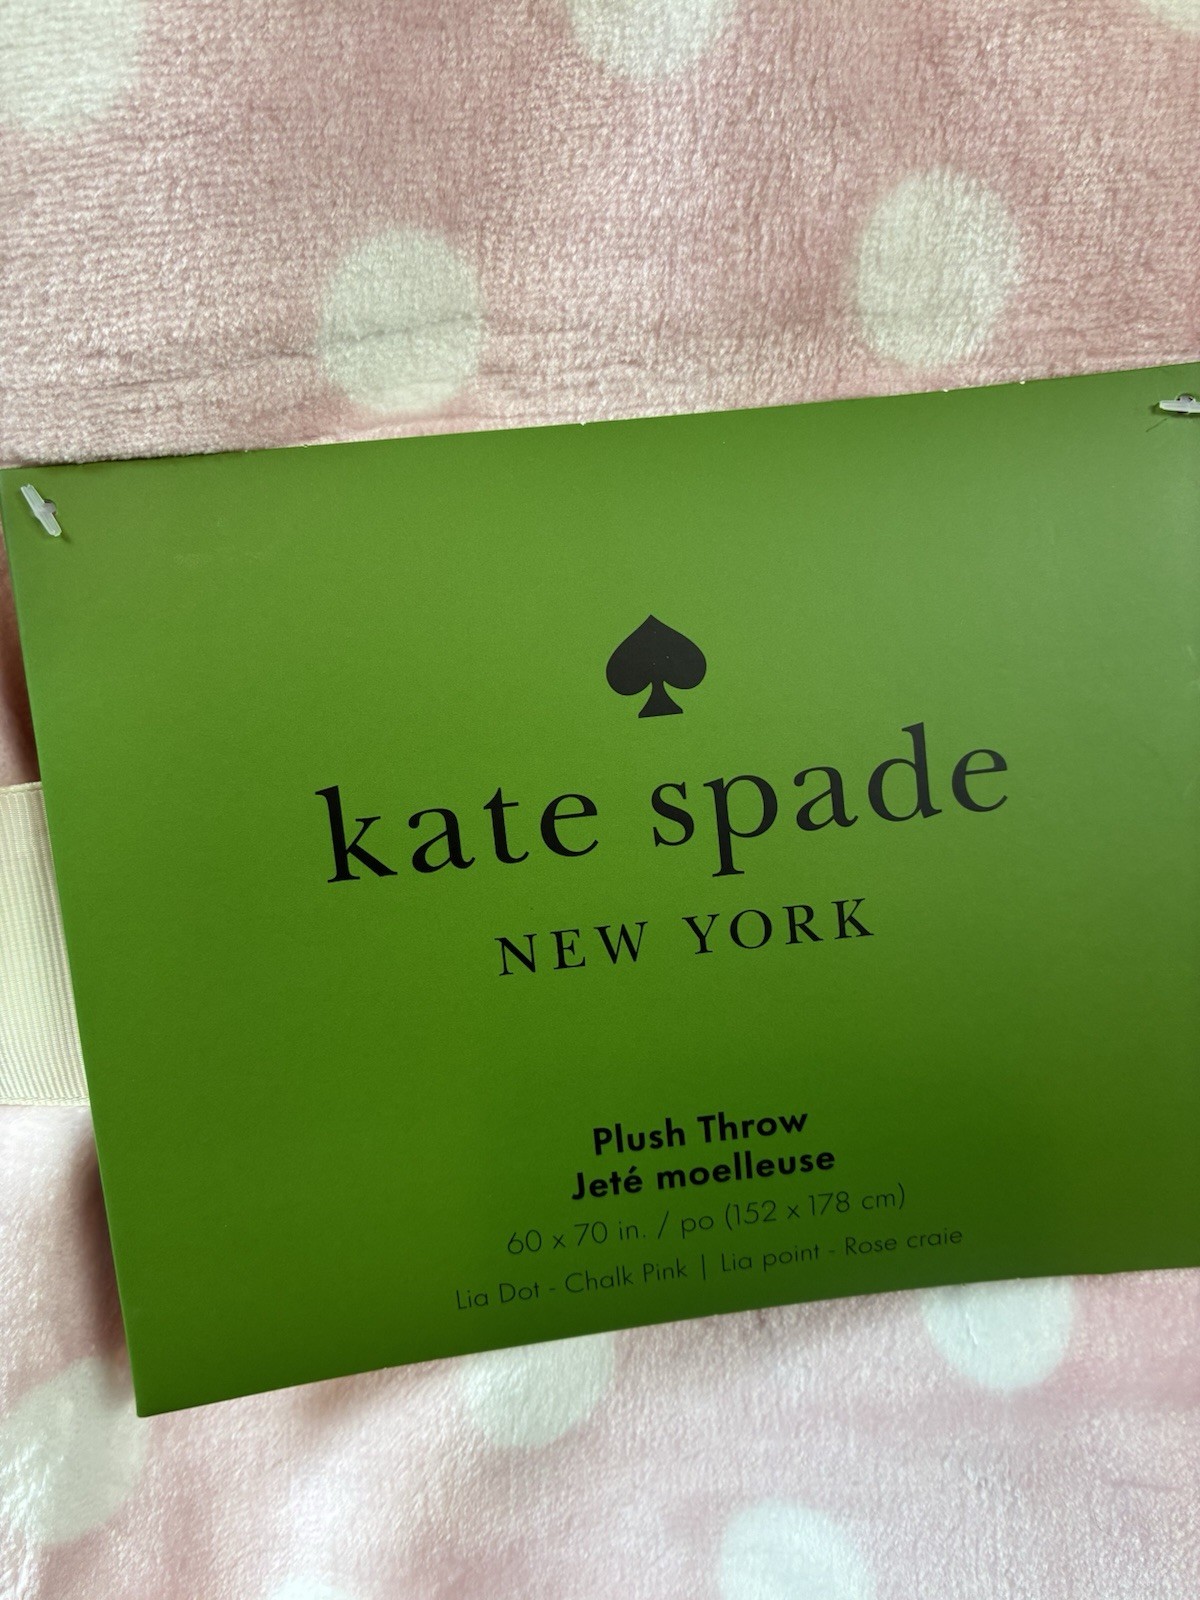 kate spade
NEW YORK
Plush Throw
Jeté moelleuse
60 x 70 in. / po (152 x 178 cm)
Lia Dot - Chalk Pink | Lia point - Rose craie